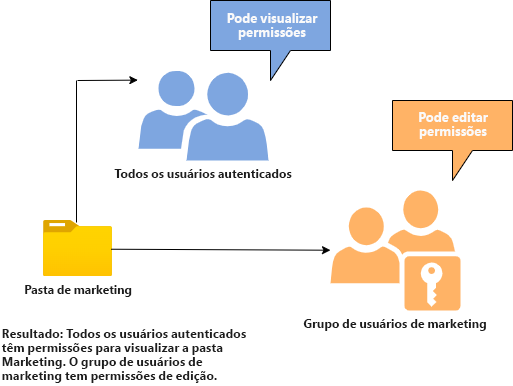 Pode visualizar
permissões
Pode editar
permissões
Todos os usuários autenticados
Pasta de marketing
Grupo de usuários de marketing
Resultado: Todos os usuários autenticados
têm permissões para visualizar a pasta
Marketing. O grupo de usuários de
marketing tem permissões de edição.